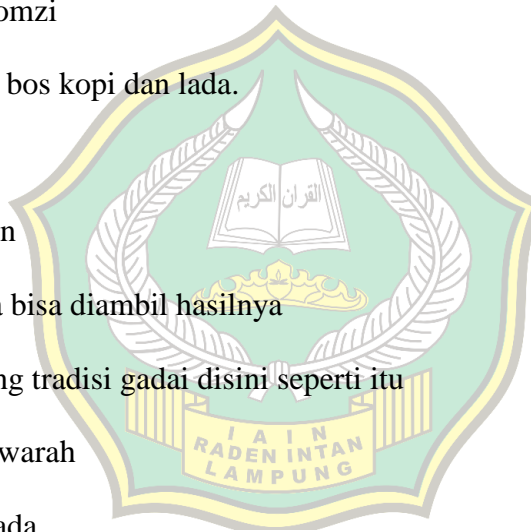 omzi
bos kopi dan lada.
القران الكريم
n
a bisa diambil hasilnya
ng tradisi gadai disini seperti itu
I A I N
RADEN INTAN
LAMPUNG
warah
ada